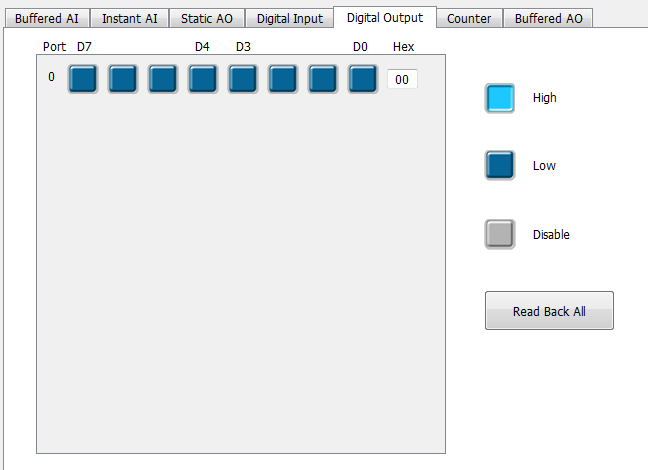 Buffered AI Instant AI Static AO Digital Input Digital Output Counter Buffered AO
Port D7 D4 D3 D0 Hex
0 00
High
Low
Disable
Read Back All